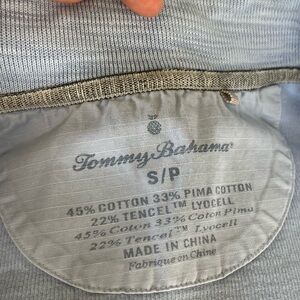 Tommy Bahama
S/P
45% COTTON 33% PIMA COTTON
22% TENCEL™ LYOCELL
45% Coton 33% Coton Pima
22% Tencel™ Lyocell
MADE IN CHINA
Fabrique en Chine